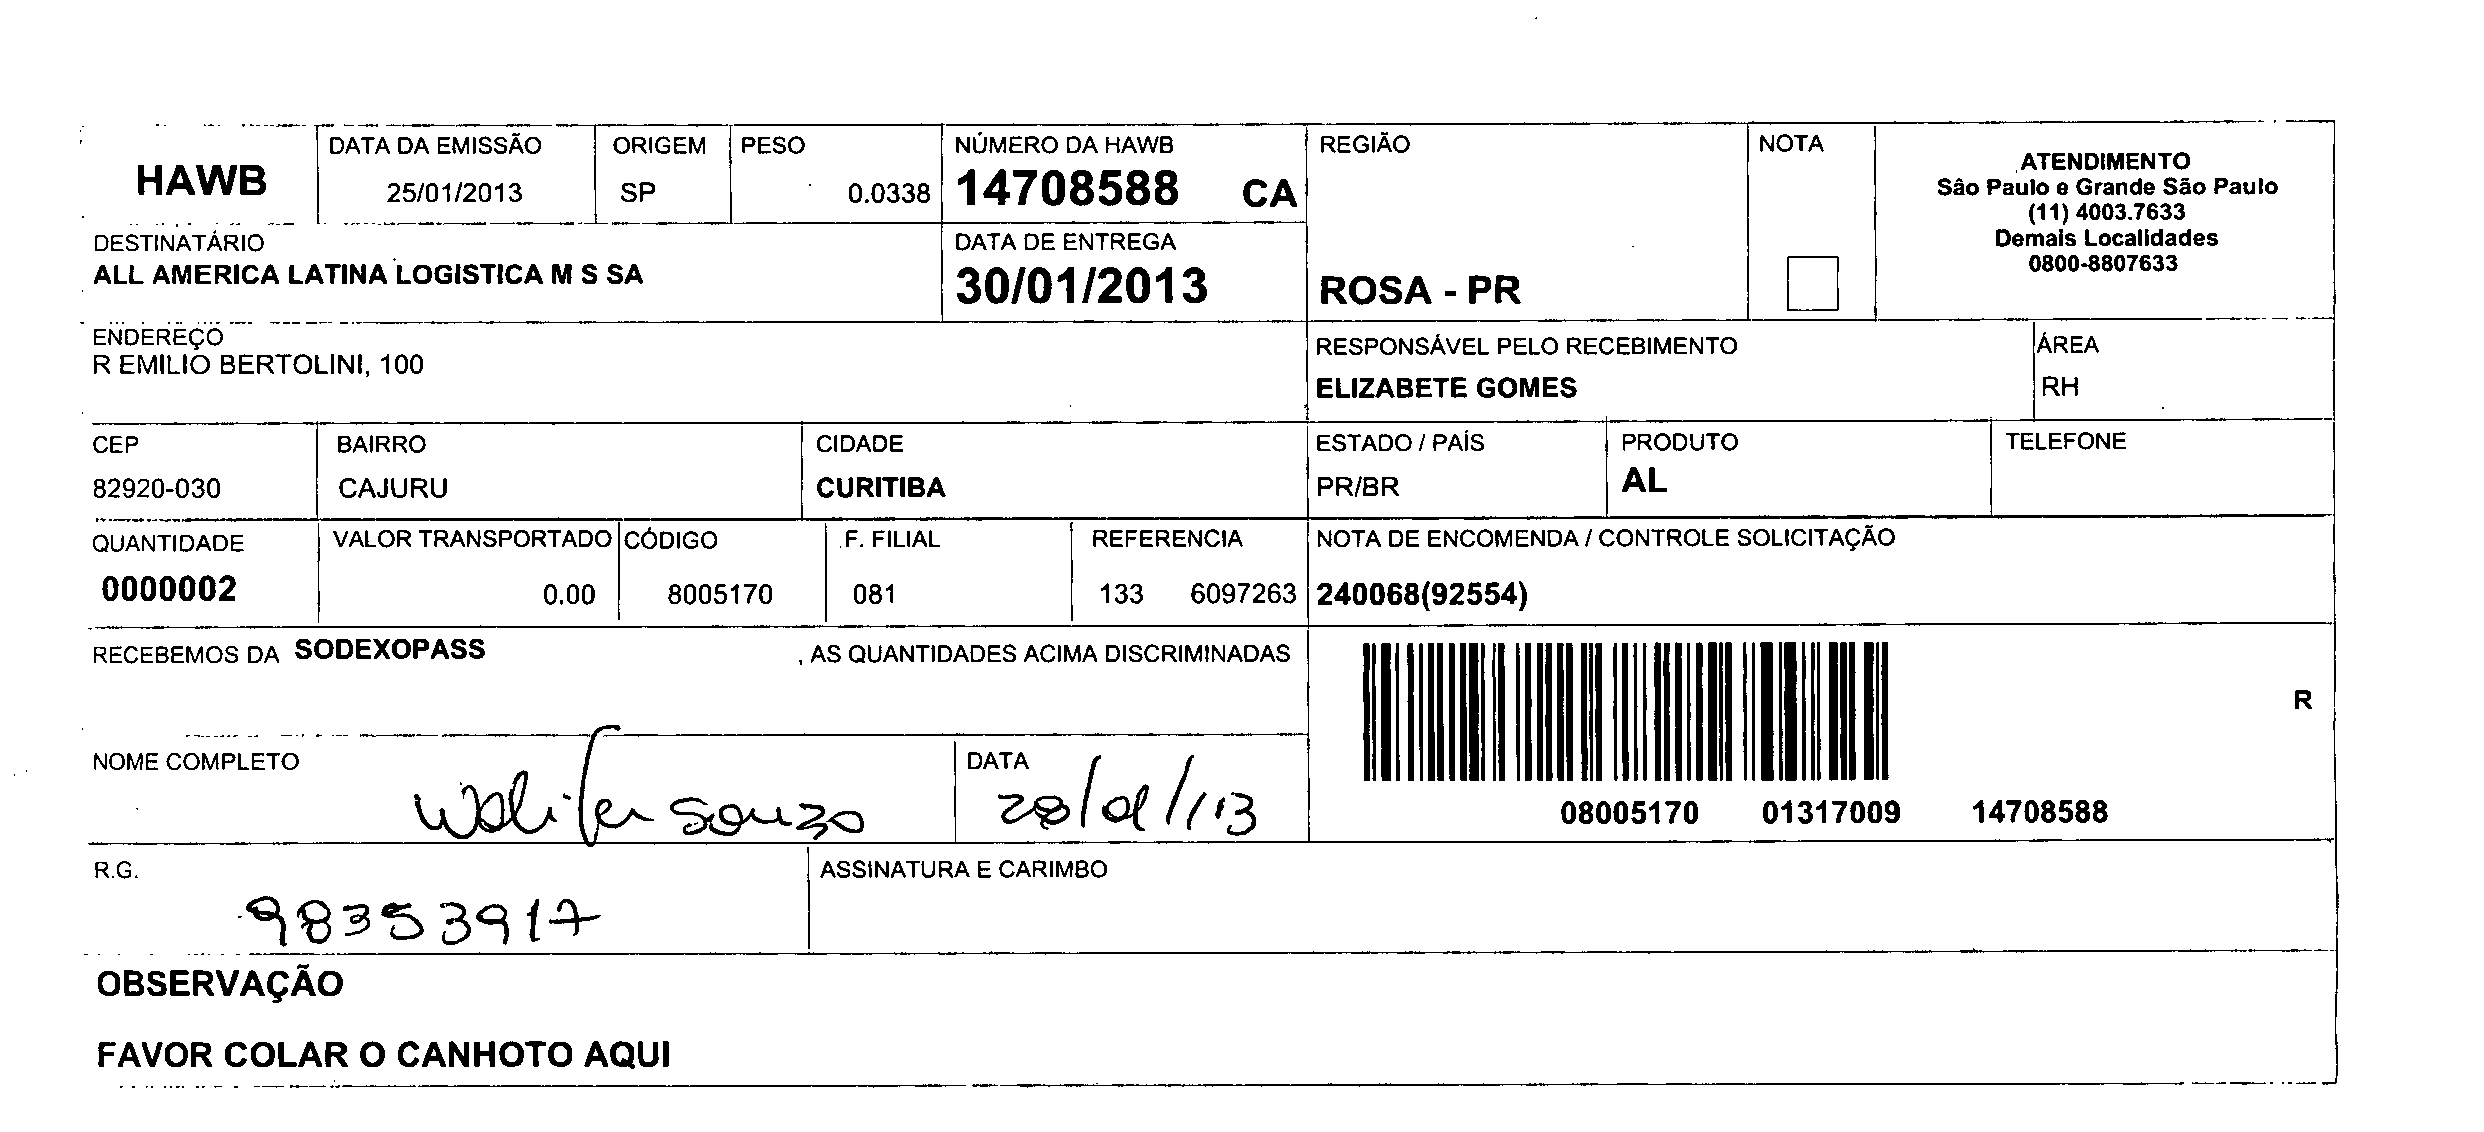 HAWB
DATA DA EMISSÃO
25/01/2013
ORIGEM
SP
PESO
0.0338
NÚMERO DA HAWB
14708588 CA
REGIÃO
ROSA - PR
NOTA
ATENDIMENTO
São Paulo e Grande São Paulo
(11) 4003.7633
Demais Localidades
0800-8807633
DESTINATÁRIO
ALL AMERICA LATINA LOGISTICA M S SA
DATA DE ENTREGA
30/01/2013
ENDEREÇO
R EMILIO BERTOLINI, 100
RESPONSÁVEL PELO RECEBIMENTO
ELIZABETE GOMES
ÁREA
RH
CEP
82920-030
BAIRRO
CAJURU
CIDADE
CURITIBA
ESTADO / PAÍS
PR/BR
PRODUTO
AL
TELEFONE
QUANTIDADE
0000002
VALOR TRANSPORTADO
0.00
CÓDIGO
8005170
F. FILIAL
081
REFERENCIA
133 6097263
NOTA DE ENCOMENDA / CONTROLE SOLICITAÇÃO
240068(92554)
RECEBEMOS DA SODEXOPASS , AS QUANTIDADES ACIMA DISCRIMINADAS
R
08005170 01317009 14708588
NOME COMPLETO
Souza
DATA
28/01/13
R.G.
98353917
ASSINATURA E CARIMBO
OBSERVAÇÃO
FAVOR COLAR O CANHOTO AQUI